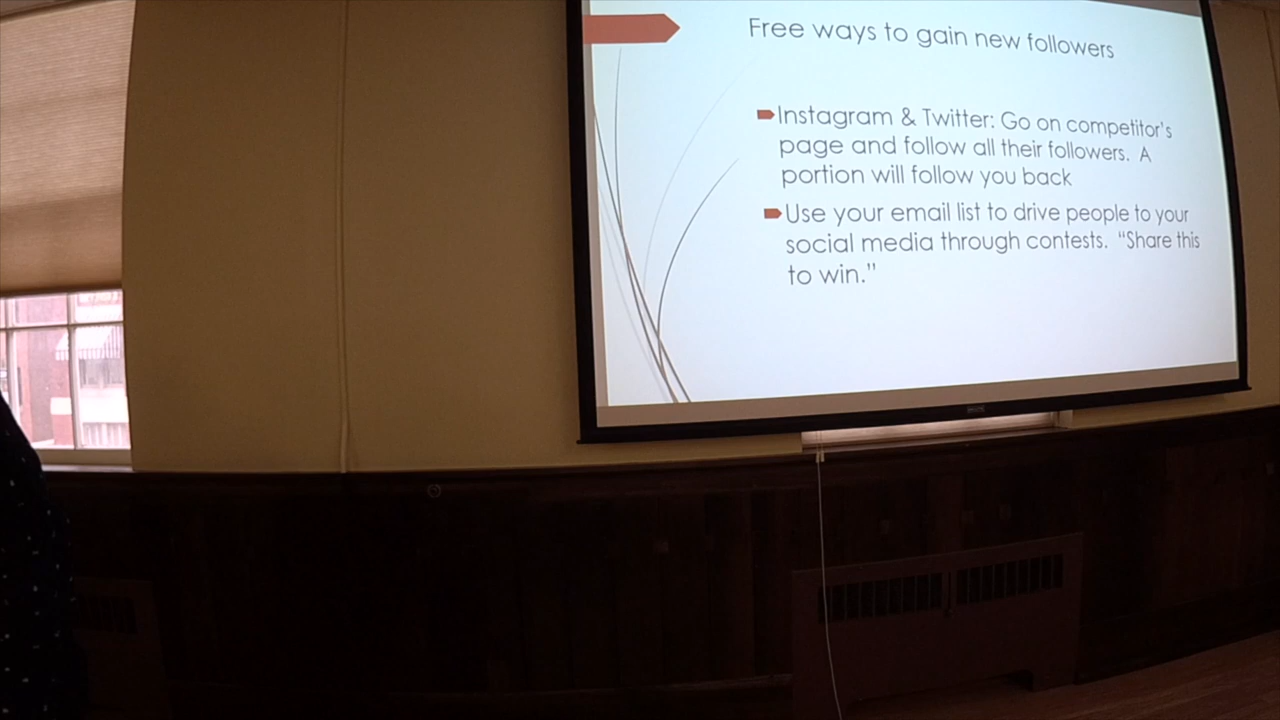 Free ways to gain new followers
Instagram & Twitter: Go on competitor's
page and follow all their followers.  A
portion will follow you back
Use your email list to drive people to your
social media through contests.  “Share this
to win.”